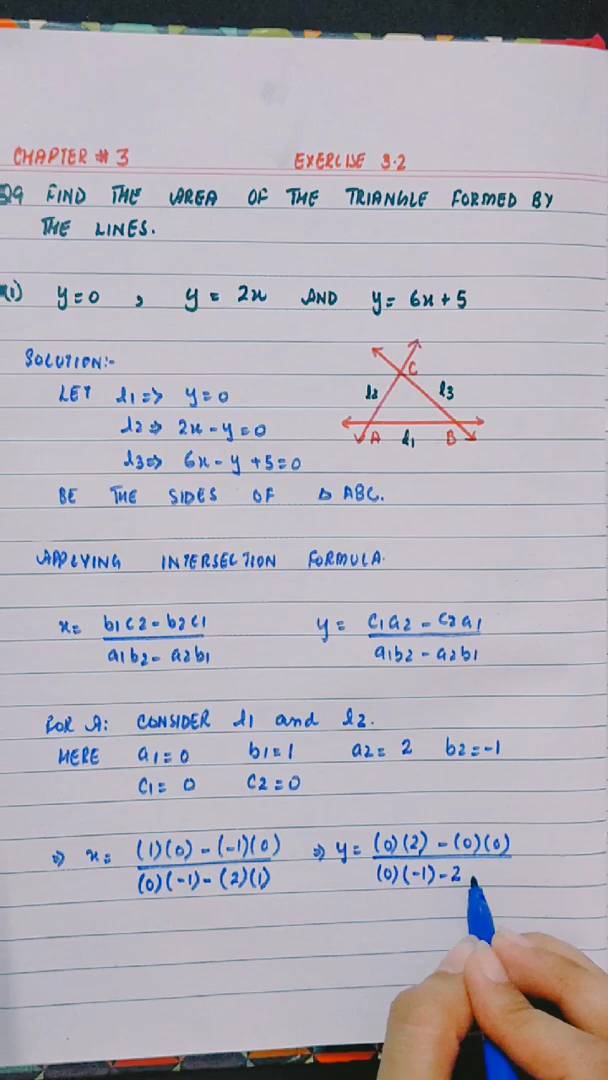 CHAPTER # 3 EXERCISE 3.2
Q9 FIND THE AREA OF THE TRIANGLE FORMED BY
THE LINES.
(i) y=0 , y = 2x AND y= 6x+5
SOLUTION:-
LET l1=> y=0
l2=> 2x-y=0
l3=> 6x-y+5=0
C
l2 l3
A l1 B
BE THE SIDES OF △ ABC.
APPLYING INTERSECTION FORMULA.
x= b1c2-b2c1 / a1b2-a2b1 y= c1a2-c2a1 / a1b2-a2b1
FOR A: CONSIDER l1 and l2.
HERE a1=0 b1=1 a2= 2 b2=-1
c1= 0 c2=0
=> x= (1)(0)-(-1)(0) / (0)(-1)-(2)(1) => y= (0)(2)-(0)(0) / (0)(-1)-2